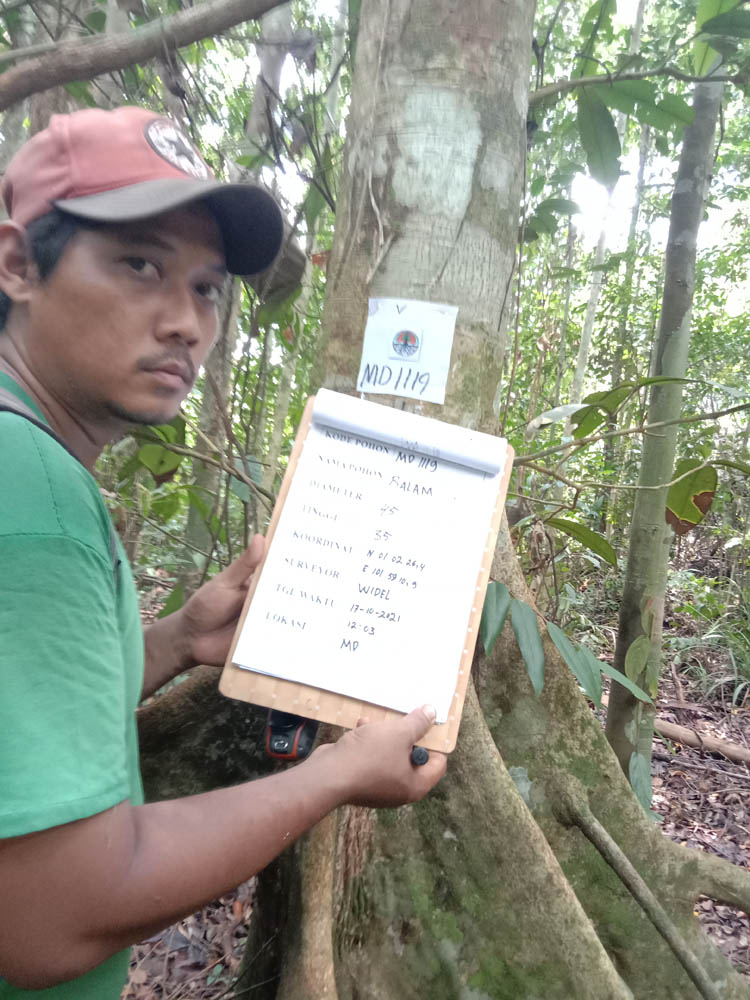 MD1119
KODE POHON MD 1119
NAMA POHON BALAM
DIAMETER 45
TINGGI 35
KOORDINAT N 01 02 26,4
E 101 59 10,9
SURVEYOR WIDEL
TGL WAKTU 17-10-2021
12-03
LOKASI MD